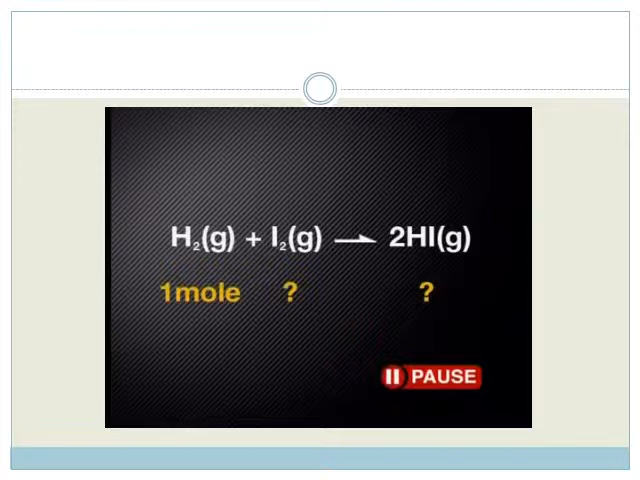 H₂(g) + I₂(g) ⇀ 2HI(g)
1mole ? ?
PAUSE